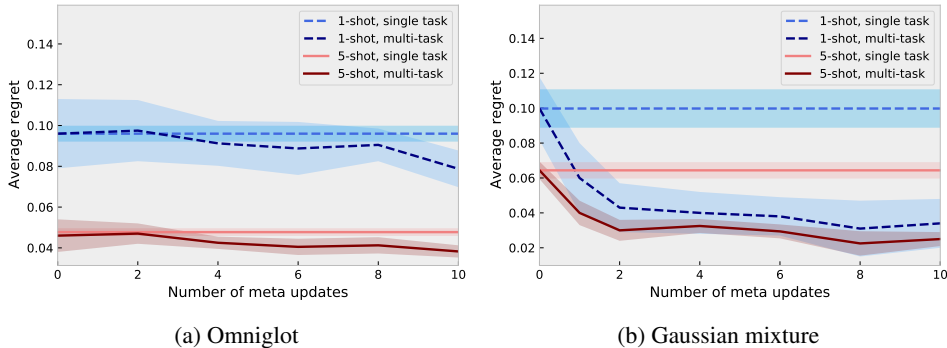 0.14
0.12
0.10
0.08
0.06
0.04
Average regret
0 2 4 6 8 10
Number of meta updates
1-shot, single task
1-shot, multi-task
5-shot, single task
5-shot, multi-task
(a) Omniglot
0.14
0.12
0.10
0.08
0.06
0.04
0.02
Average regret
0 2 4 6 8 10
Number of meta updates
1-shot, single task
1-shot, multi-task
5-shot, single task
5-shot, multi-task
(b) Gaussian mixture